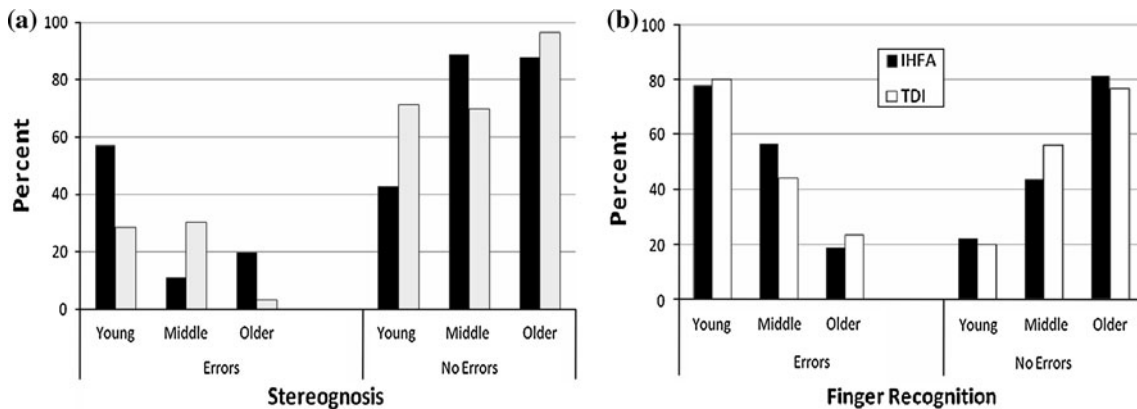 (a)
100
80
60
40
20
0
Percent
Young Middle Older Young Middle Older
Errors No Errors
Stereognosis
(b)
100
80
60
40
20
0
Percent
IHFA
TDI
Young Middle Older Young Middle Older
Errors No Errors
Finger Recognition